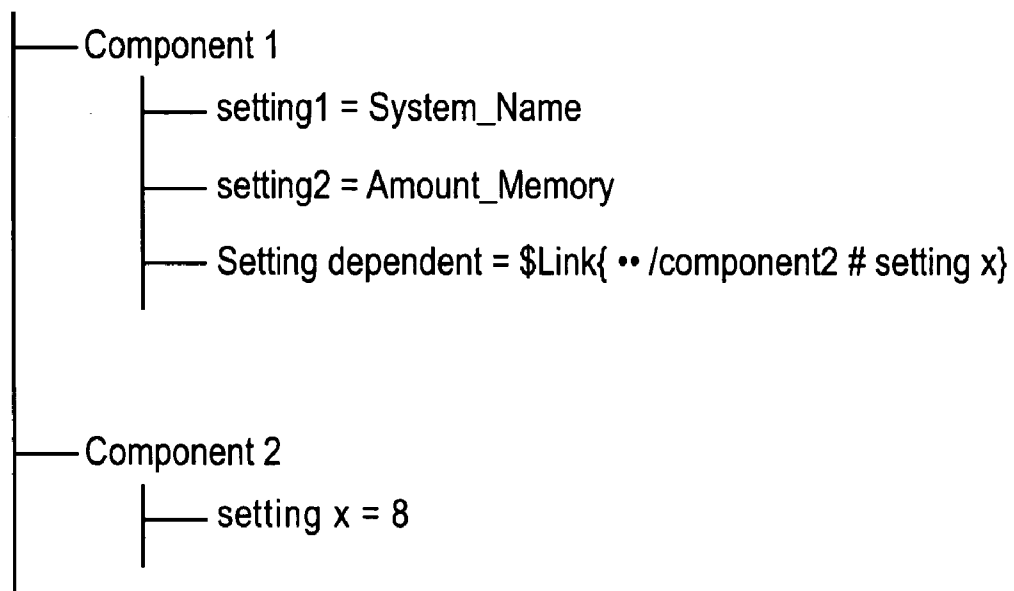 Component 1
setting1 = System_Name
setting2 = Amount_Memory
Setting dependent = $Link{ •• /component2 # setting x}
Component 2
setting x = 8